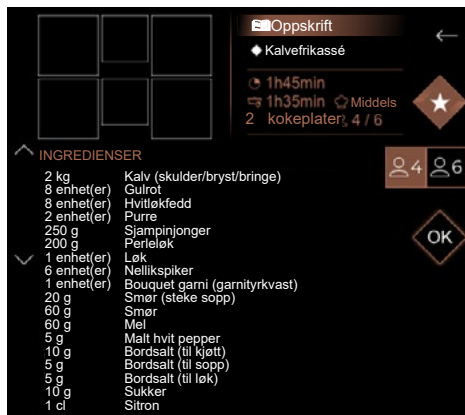 Oppskrift
Kalvefrikassé
1h45min
1h35min Middels
2 kokeplater 4 / 6
INGREDIENSER
4 6
2 kg Kalv (skulder/bryst/bringe)
8 enhet(er) Gulrot
8 enhet(er) Hvitløkfedd
2 enhet(er) Purre
250 g Sjampinjonger
200 g Perleløk
OK
1 enhet(er) Løk
6 enhet(er) Nellikspiker
1 enhet(er) Bouquet garni (garnityrkvast)
20 g Smør (steke sopp)
60 g Smør
60 g Mel
5 g Malt hvit pepper
10 g Bordsalt (til kjøtt)
5 g Bordsalt (til sopp)
5 g Bordsalt (til løk)
10 g Sukker
1 cl Sitron